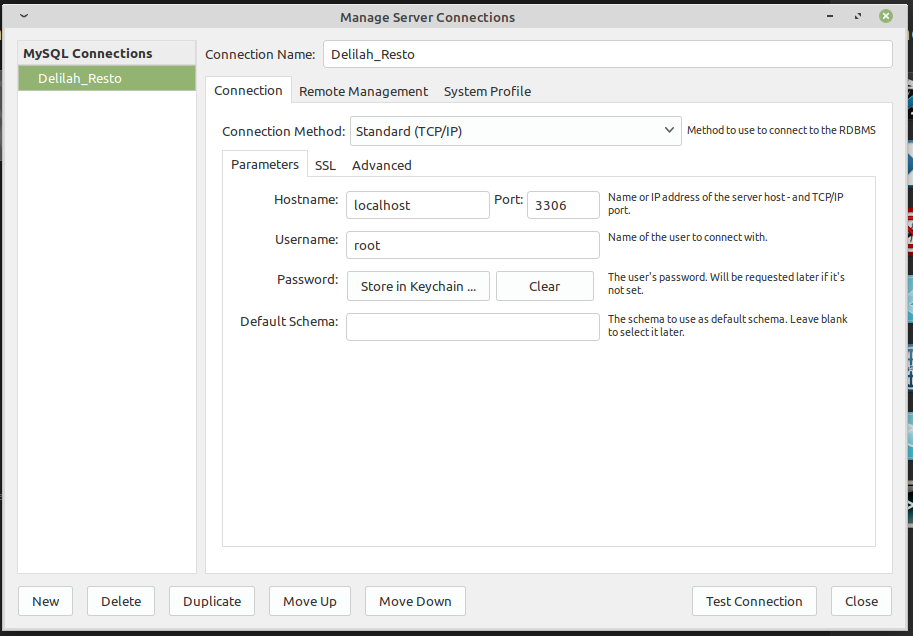 Manage Server Connections
MySQL Connections
Delilah_Resto
Connection Name: Delilah_Resto
Connection Remote Management System Profile
Connection Method: Standard (TCP/IP) Method to use to connect to the RDBMS
Parameters SSL Advanced
Hostname: localhost Port: 3306 Name or IP address of the server host - and TCP/IP
port.
Username: root Name of the user to connect with.
Password: Store in Keychain ... Clear The user's password. Will be requested later if it's
not set.
Default Schema: The schema to use as default schema. Leave blank
to select it later.
New Delete Duplicate Move Up Move Down Test Connection Close